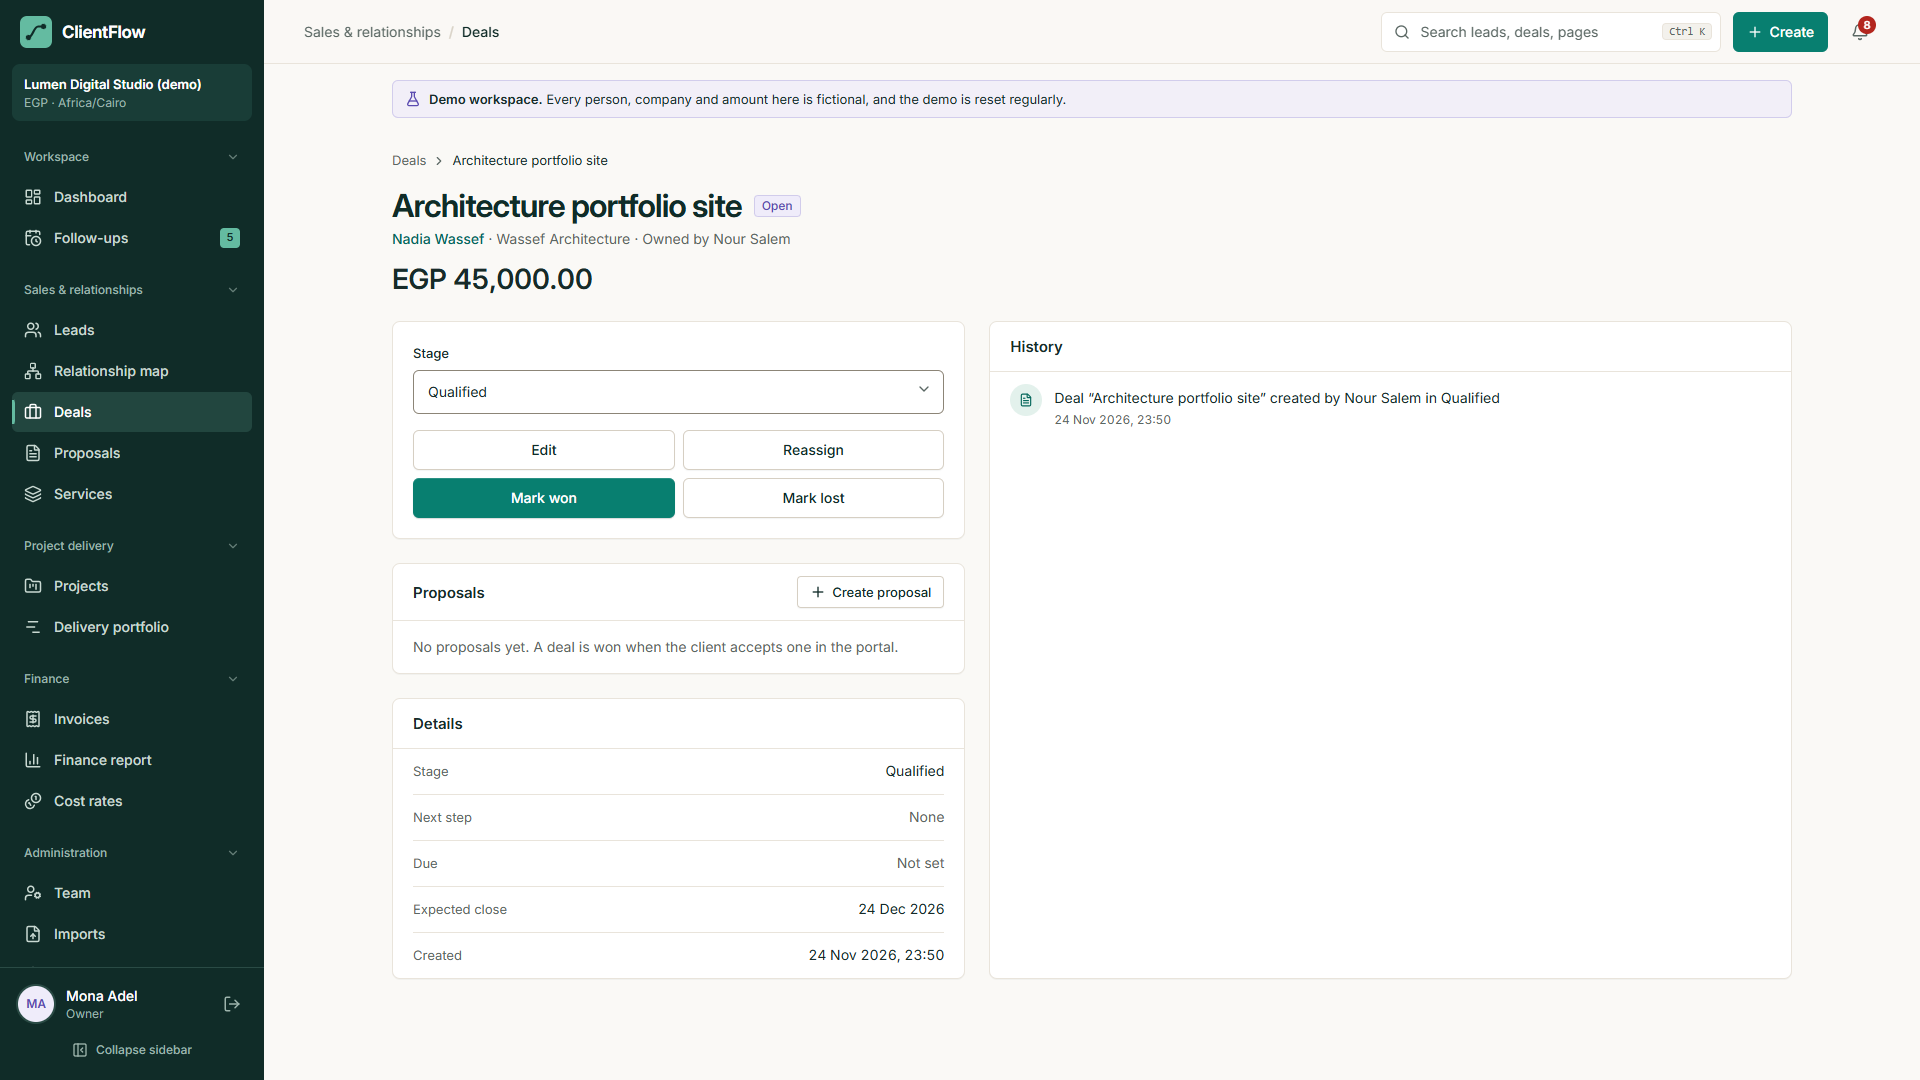 ClientFlow
Lumen Digital Studio (demo)
EGP · Africa/Cairo
Workspace
Dashboard
Follow-ups 5
Sales & relationships
Leads
Relationship map
Deals
Proposals
Services
Project delivery
Projects
Delivery portfolio
Finance
Invoices
Finance report
Cost rates
Administration
Team
Imports
MA
Mona Adel
Owner
Collapse sidebar
Sales & relationships / Deals
Search leads, deals, pages Ctrl K
Create
8
Demo workspace. Every person, company and amount here is fictional, and the demo is reset regularly.
Deals > Architecture portfolio site
Architecture portfolio site Open
Nadia Wassef · Wassef Architecture · Owned by Nour Salem
EGP 45,000.00
Stage
Qualified
Edit Reassign
Mark won Mark lost
Proposals Create proposal
No proposals yet. A deal is won when the client accepts one in the portal.
Details
Stage Qualified
Next step None
Due Not set
Expected close 24 Dec 2026
Created 24 Nov 2026, 23:50
History
Deal “Architecture portfolio site” created by Nour Salem in Qualified
24 Nov 2026, 23:50